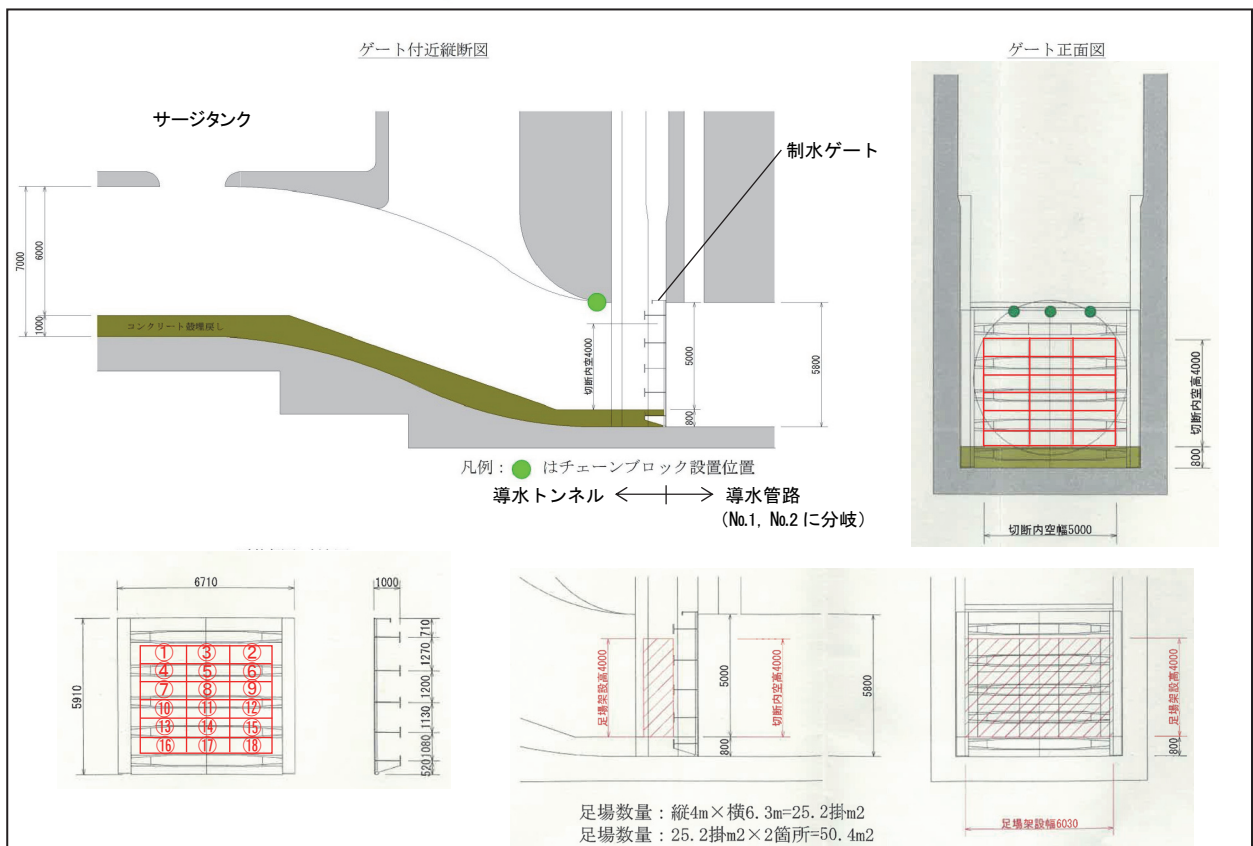 ゲート付近縦断図
ゲート正面図
サージタンク
制水ゲート
7000
6000
1000
コンクリート殻埋戻し
切断内空4000
5000
800
5800
切断内空高4000
800
切断内空幅5000
凡例: はチェーンブロック設置位置
導水トンネル
導水管路
(No.1, No.2 に分岐)
6710
1000
5910
① ③ ②
④ ⑤ ⑥
⑦ ⑧ ⑨
⑩ ⑪ ⑫
⑬ ⑭ ⑮
⑯ ⑰ ⑱
710
1270
1200
1130
1080
520
足場架設高4000
5000
800
切断内空高4000
5800
足場架設高4000
800
足場架設幅6030
足場数量:縦4m×横6.3m=25.2掛m2
足場数量:25.2掛m2×2箇所=50.4m2